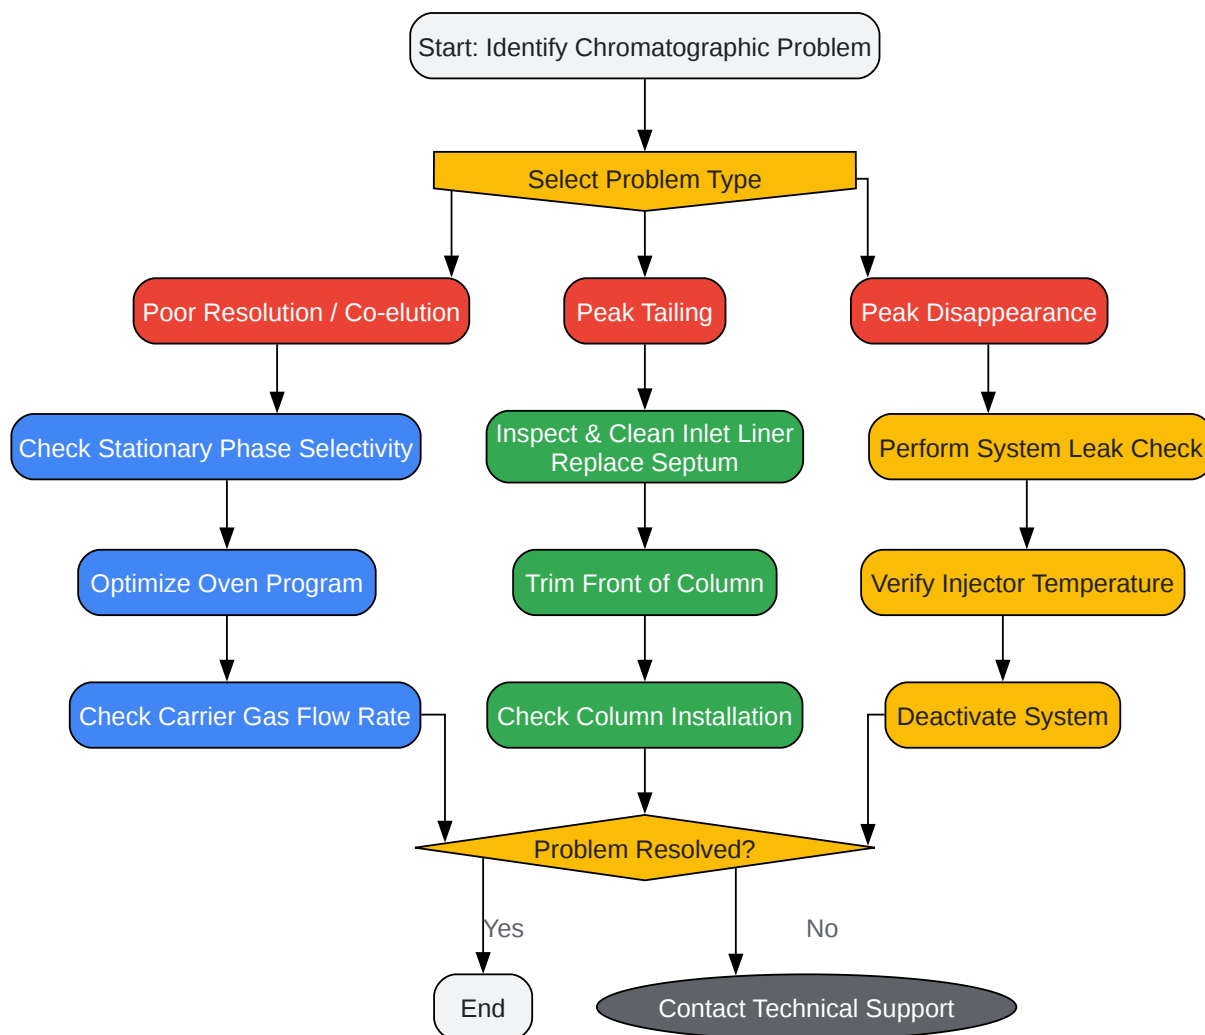 Start: Identify Chromatographic Problem
Select Problem Type
Poor Resolution / Co-elution
Peak Tailing
Peak Disappearance
Check Stationary Phase Selectivity
Inspect & Clean Inlet Liner
Replace Septum
Perform System Leak Check
Optimize Oven Program
Trim Front of Column
Verify Injector Temperature
Check Carrier Gas Flow Rate
Check Column Installation
Deactivate System
Problem Resolved?
Yes
No
End
Contact Technical Support